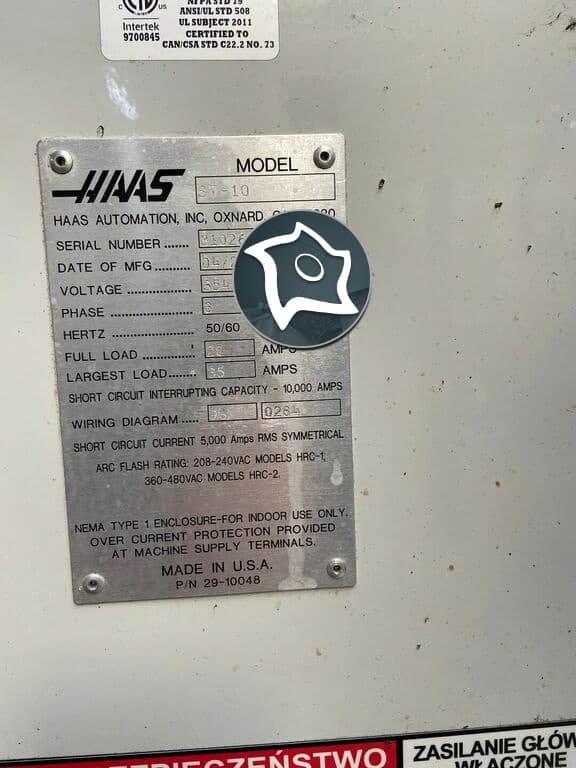 NFPA STD 79
ANSI/UL STD 508
UL SUBJECT 2011
CERTIFIED TO
CAN/CSA STD C22.2 NO. 73
C US
Intertek
9700845
HAAS
MODEL
ST-10
HAAS AUTOMATION, INC, OXNARD,
SERIAL NUMBER
DATE OF MFG
VOLTAGE
PHASE 3
HERTZ 50/60
FULL LOAD AMPS
LARGEST LOAD 35 AMPS
SHORT CIRCUIT INTERRUPTING CAPACITY - 10,000 AMPS
WIRING DIAGRAM 0284
SHORT CIRCUIT CURRENT 5,000 Amps RMS SYMMETRICAL
ARC FLASH RATING: 208-240VAC MODELS HRC-1,
360-480VAC MODELS HRC-2.
NEMA TYPE 1 ENCLOSURE-FOR INDOOR USE ONLY.
OVER CURRENT PROTECTION PROVIDED
AT MACHINE SUPPLY TERMINALS.
MADE IN U.S.A.
P/N 29-10048
ZASILANIE
WŁĄCZONE